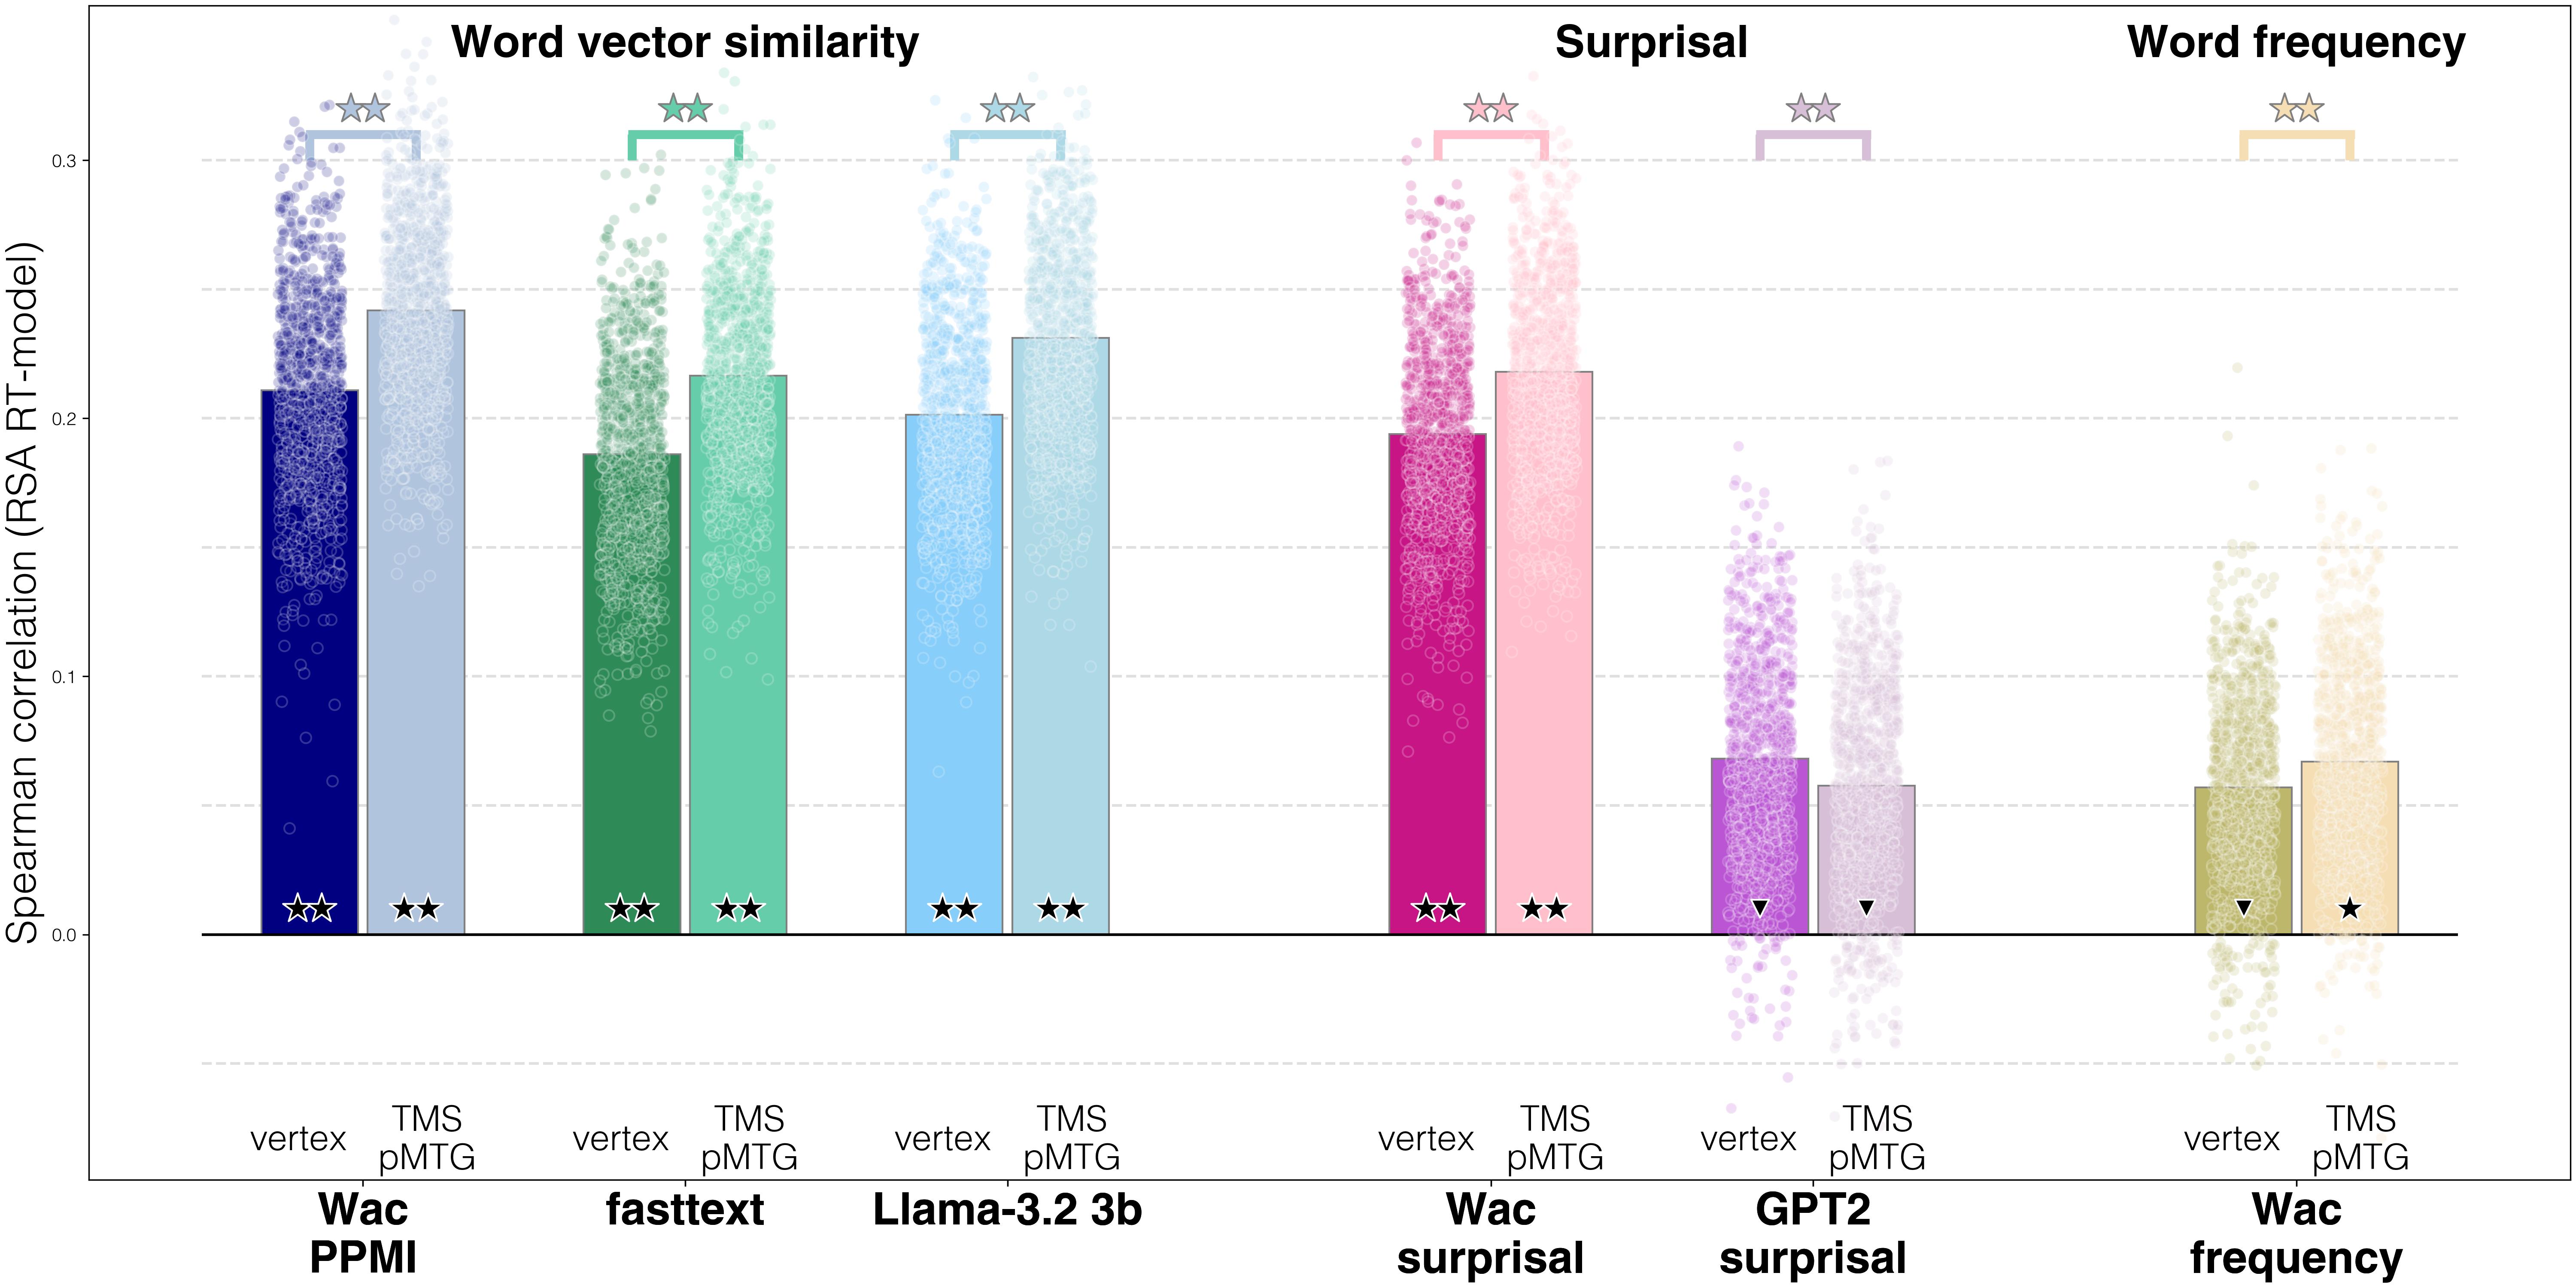 Word vector similarity
Surprisal
Word frequency
Spearman correlation (RSA RT-model)
0.3
0.2
0.1
0.0
vertex
TMS
pMTG
vertex
TMS
pMTG
vertex
TMS
pMTG
vertex
TMS
pMTG
vertex
TMS
pMTG
vertex
TMS
pMTG
Wac
PPMI
fasttext
Llama-3.2 3b
Wac
surprisal
GPT2
surprisal
Wac
frequency